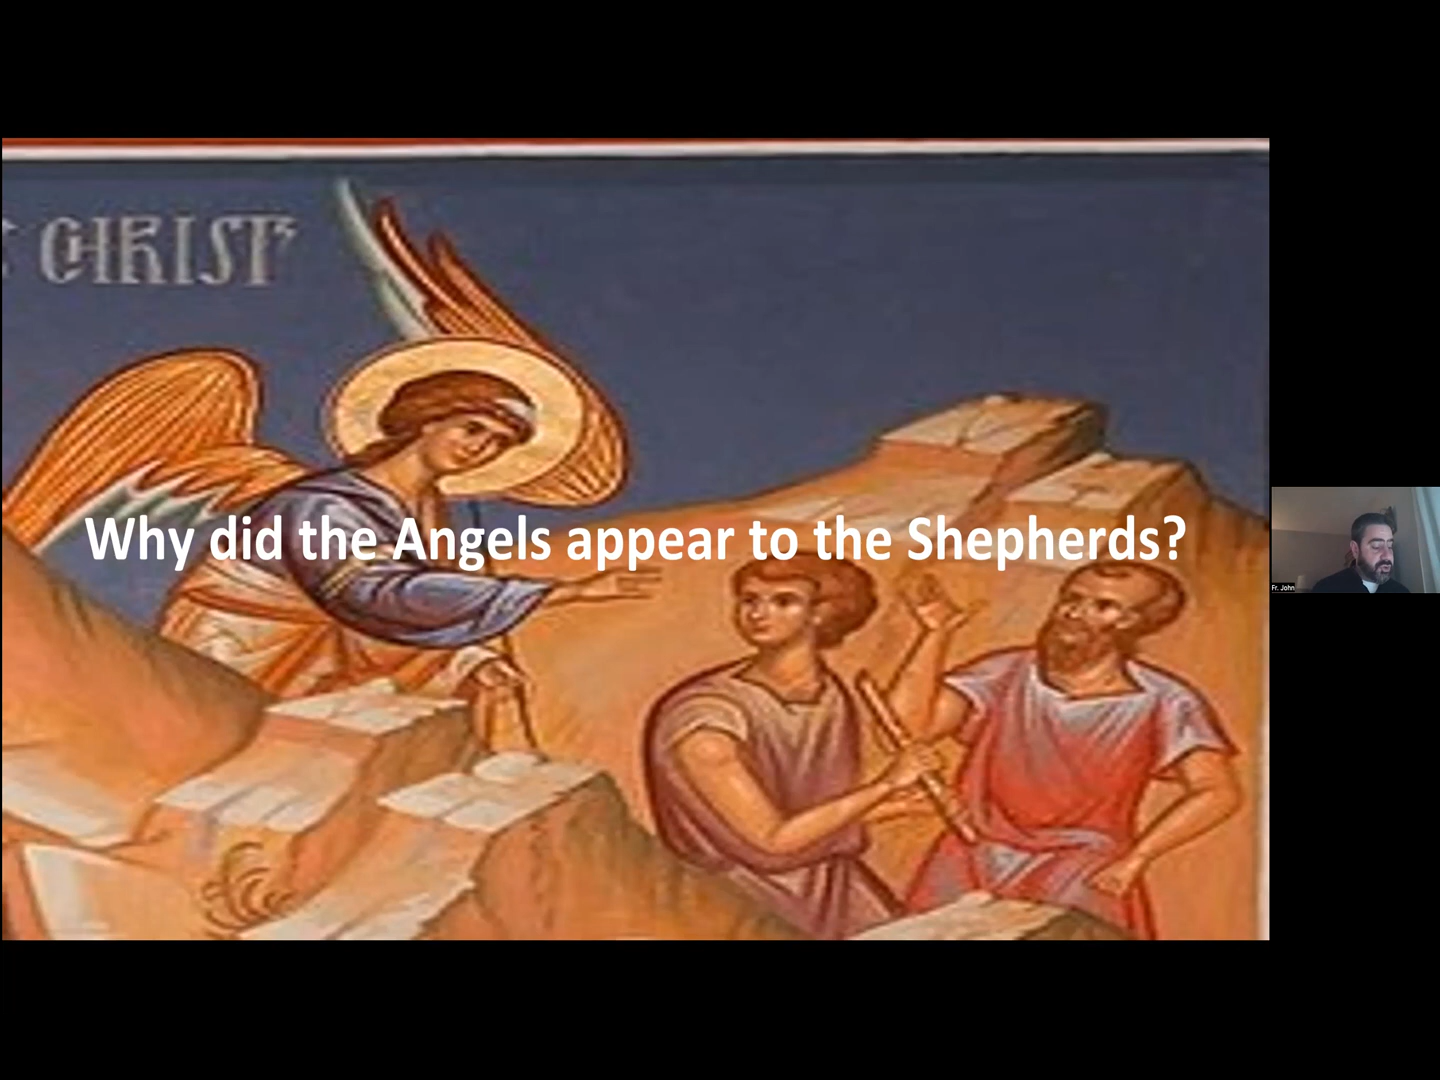 CHRIST
Why did the Angels appear to the Shepherds?
Fr. John